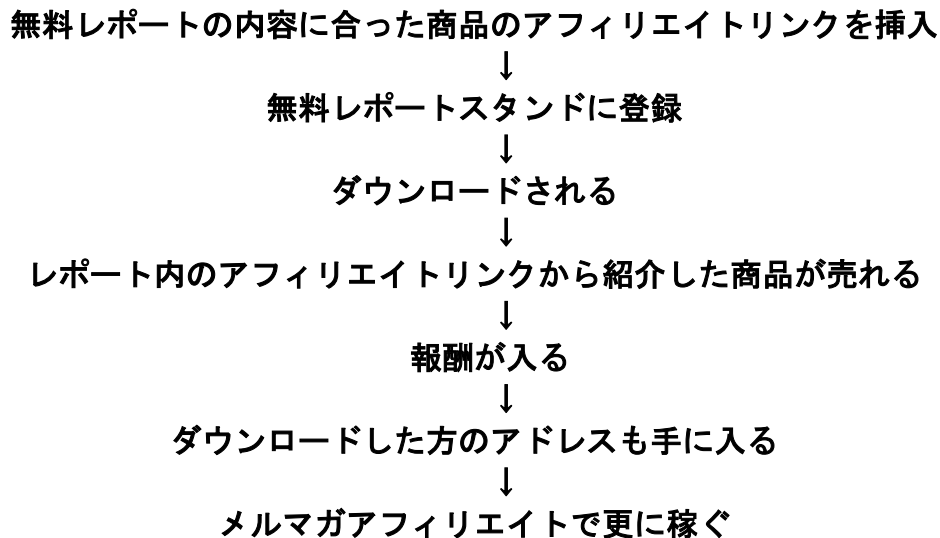 無料レポートの内容に合った商品のアフィリエイトリンクを挿入
↓
無料レポートスタンドに登録
↓
ダウンロードされる
↓
レポート内のアフィリエイトリンクから紹介した商品が売れる
↓
報酬が入る
↓
ダウンロードした方のアドレスも手に入る
↓
メルマガアフィリエイトで更に稼ぐ